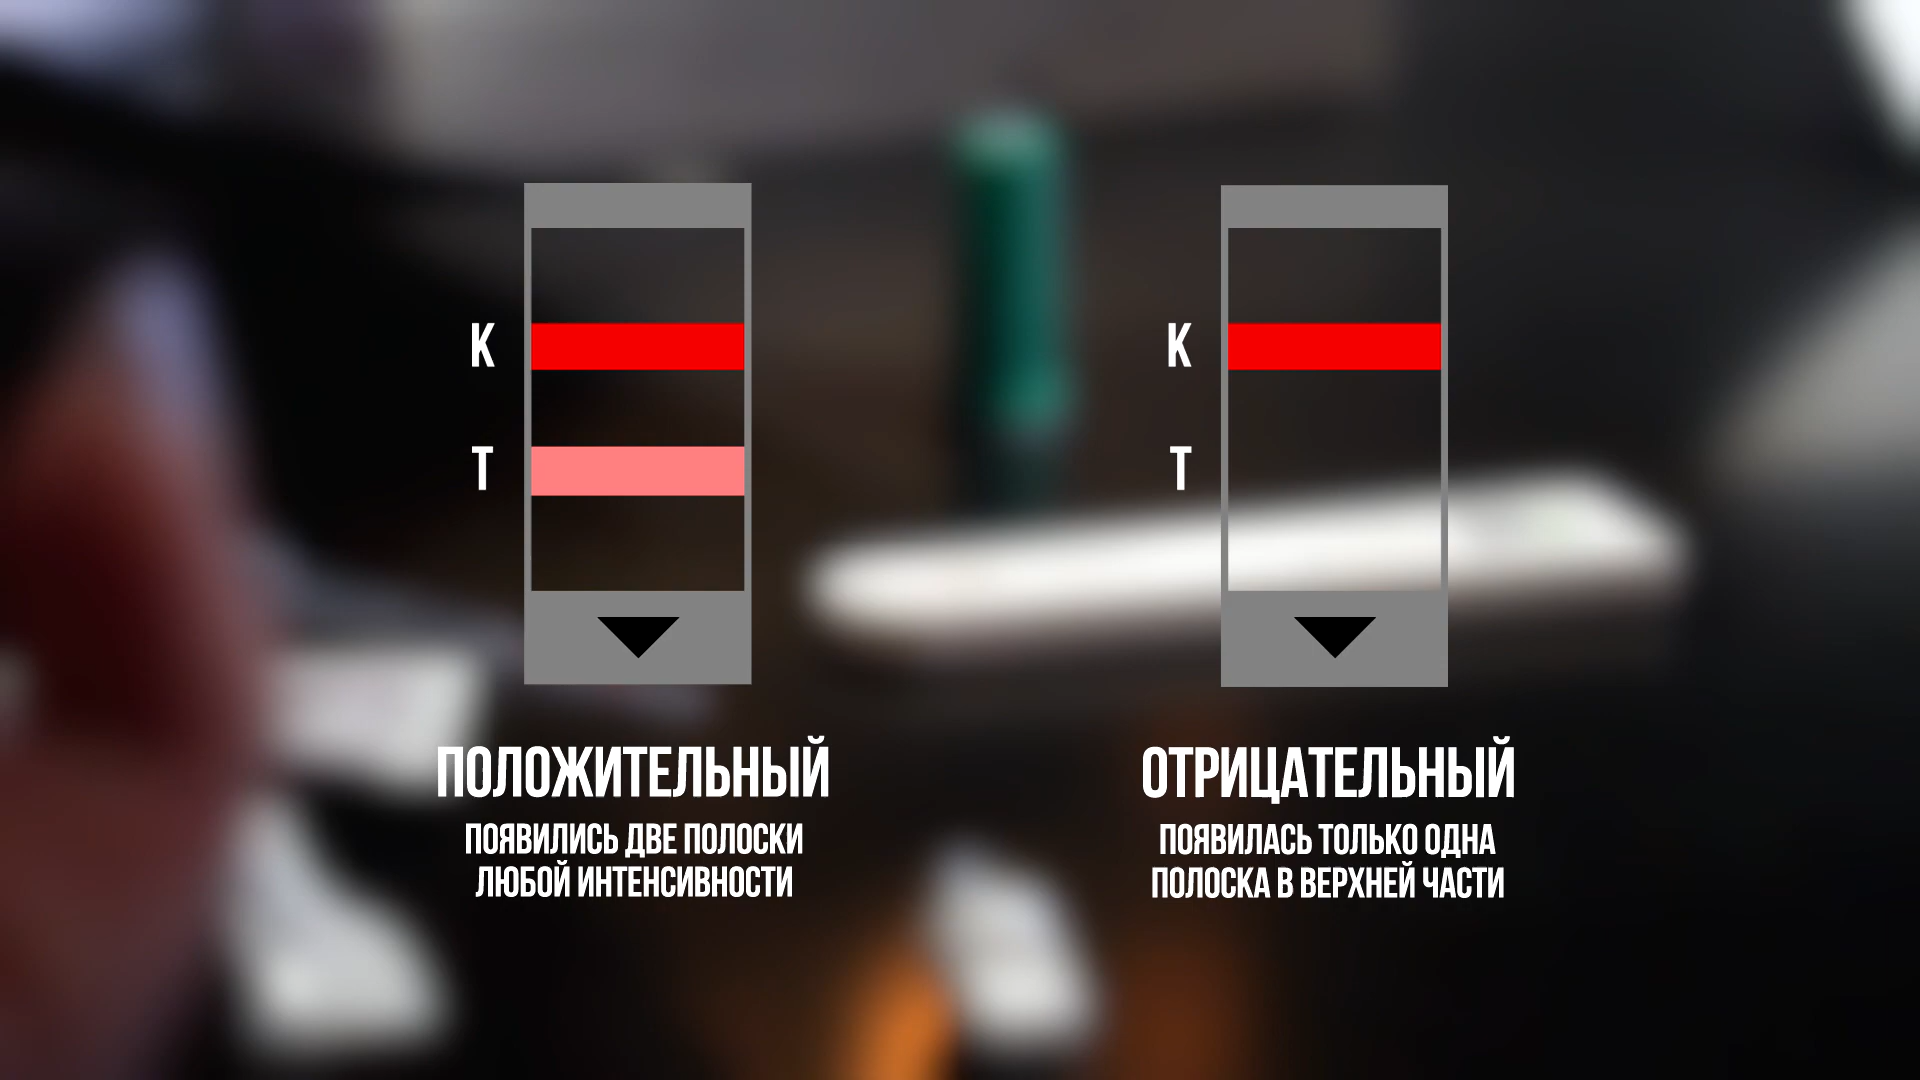 К
Т
К
Т
ПОЛОЖИТЕЛЬНЫЙ
ПОЯВИЛИСЬ ДВЕ ПОЛОСКИ
ЛЮБОЙ ИНТЕНСИВНОСТИ
ОТРИЦАТЕЛЬНЫЙ
ПОЯВИЛАСЬ ТОЛЬКО ОДНА
ПОЛОСКА В ВЕРХНЕЙ ЧАСТИ